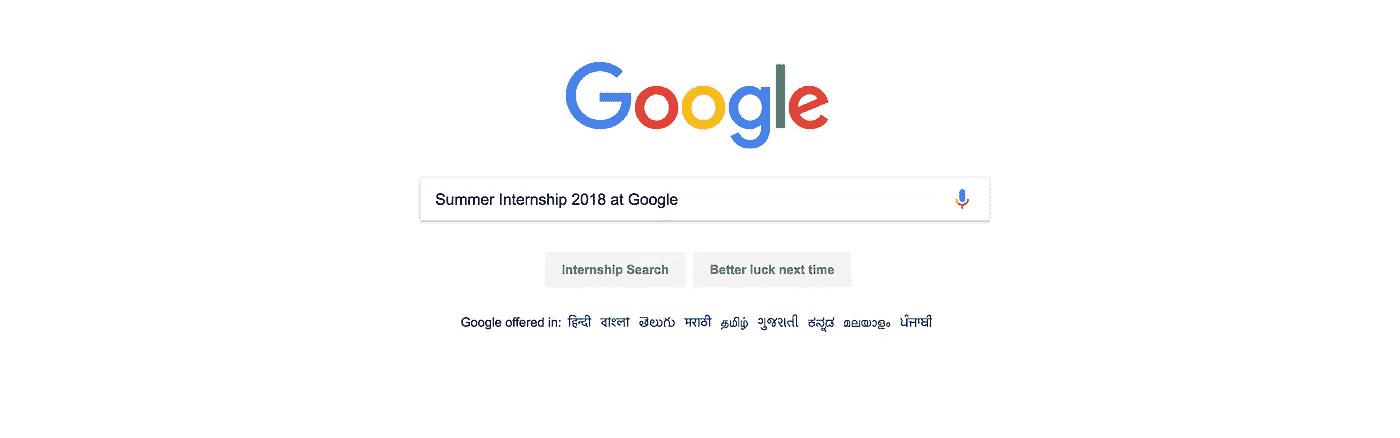 Google
Summer Internship 2018 at Google
Internship Search Better luck next time
Google offered in: हिन्दी বাংলা తెలుగు मराठी தமிழ் ગુજરાતી ಕನ್ನಡ മലയാളം ਪੰਜਾਬੀ